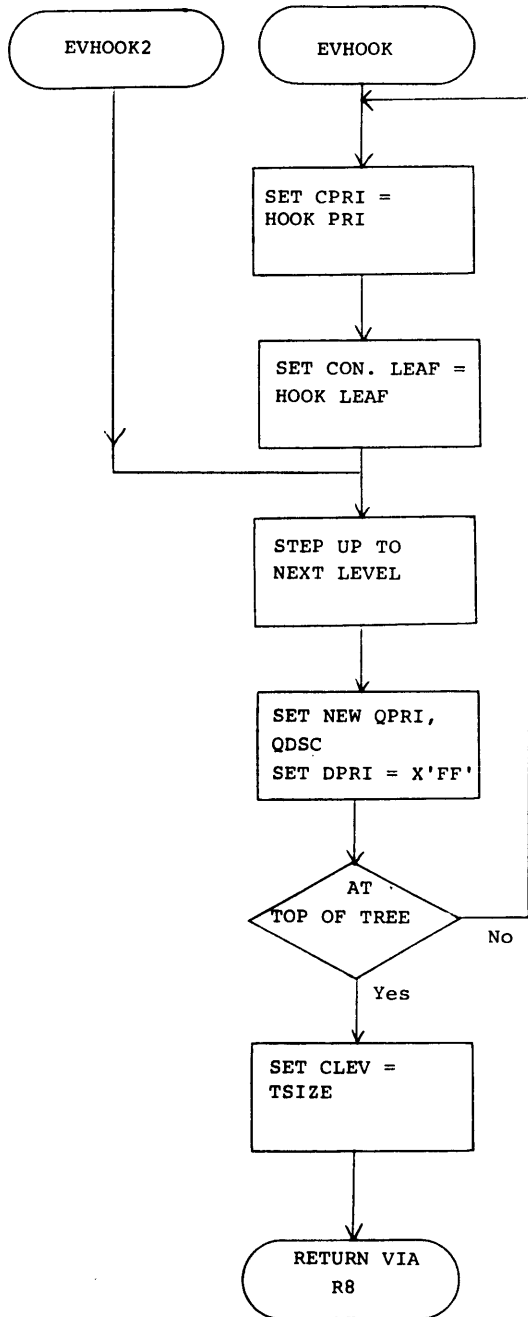 EVHOOK2
EVHOOK
SET CPRI =
HOOK PRI
SET CON. LEAF =
HOOK LEAF
STEP UP TO
NEXT LEVEL
SET NEW QPRI,
QDSC
SET DPRI = X'FF'
AT
TOP OF TREE
No
Yes
SET CLEV =
TSIZE
RETURN VIA
R8